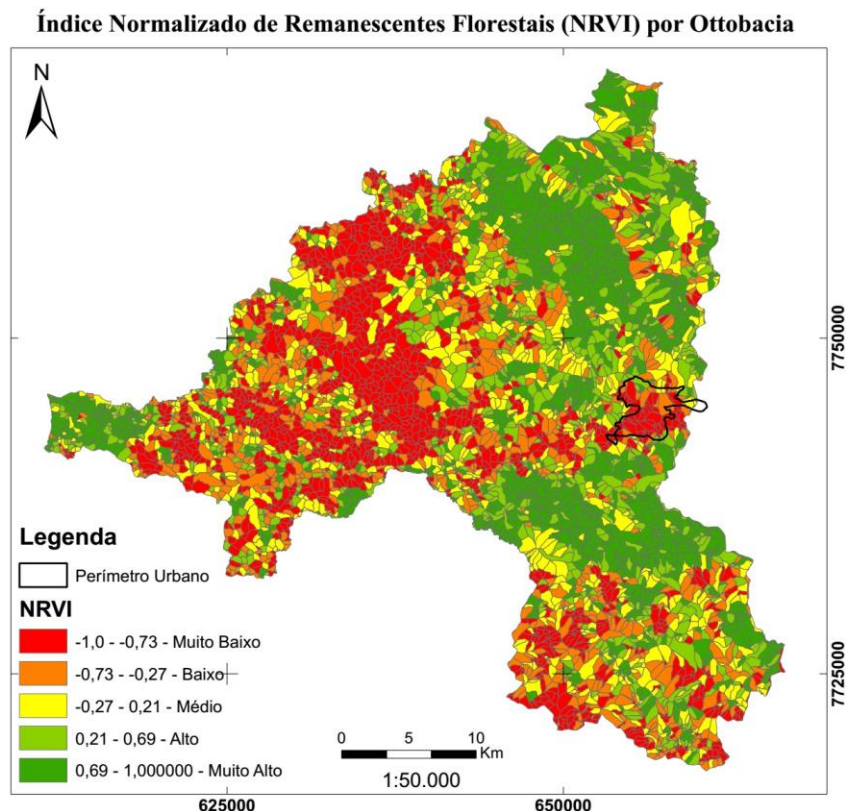 Índice Normalizado de Remanescentes Florestais (NRVI) por Ottobacia
N
7750000
7725000
Legenda
Perímetro Urbano
NRVI
-1,0 - -0,73 - Muito Baixo
-0,73 - -0,27 - Baixo
-0,27 - 0,21 - Médio
0,21 - 0,69 - Alto
0,69 - 1,000000 - Muito Alto
0 5 10
Km
1:50.000
625000 650000